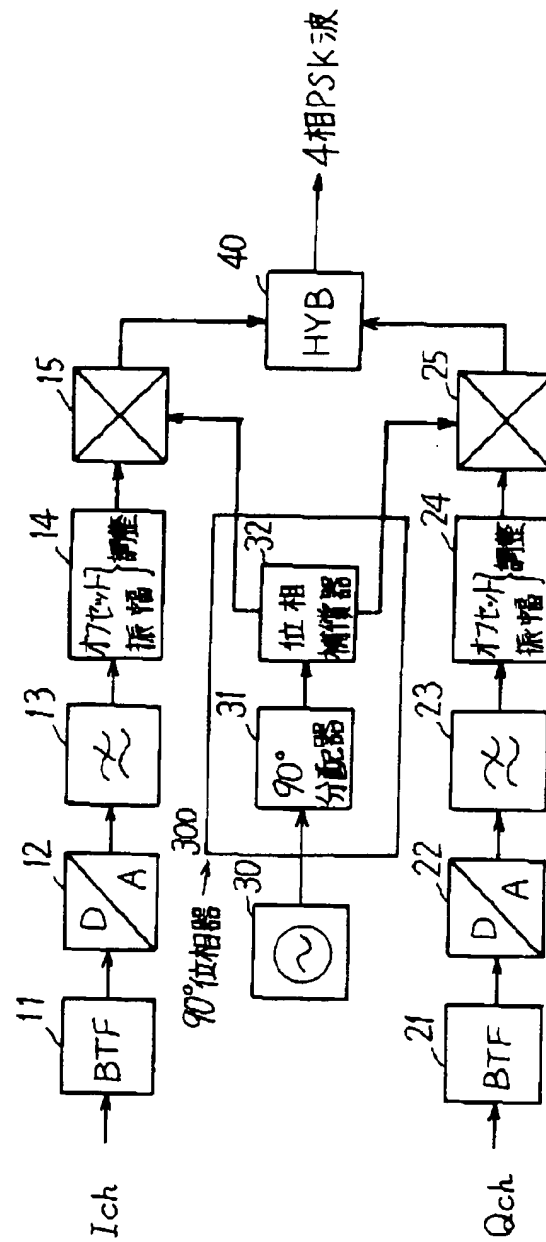 Ich
11
BTF
12
D
A
13
14
オフセット
振幅
調整
15
90°位相器
300
30
31
90°
分配器
32
位相
補償器
40
HYB
4相PSK波
Qch
21
BTF
22
D
A
23
24
オフセット
振幅
調整
25